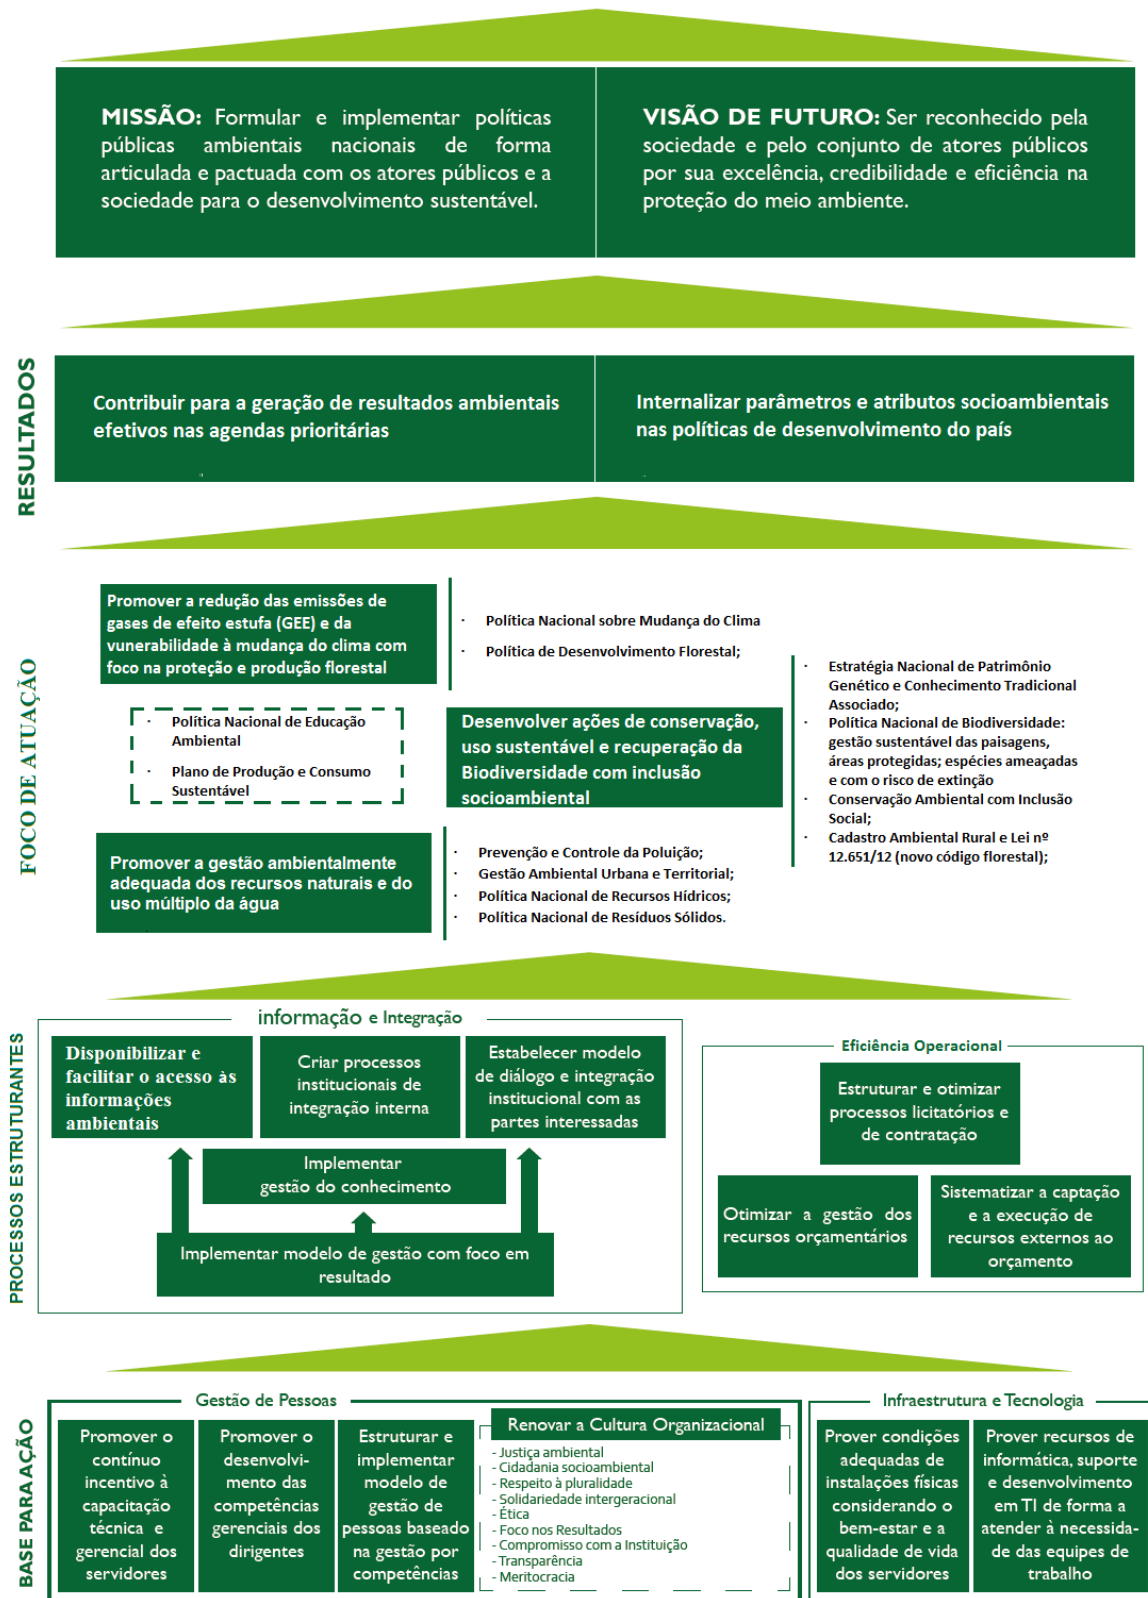 MISSÃO: Formular e implementar políticas
públicas ambientais nacionais de forma
articulada e pactuada com os atores públicos e a
sociedade para o desenvolvimento sustentável.
VISÃO DE FUTURO: Ser reconhecido pela
sociedade e pelo conjunto de atores públicos
por sua excelência, credibilidade e eficiência na
proteção do meio ambiente.
RESULTADOS
Contribuir para a geração de resultados ambientais
efetivos nas agendas prioritárias
Internalizar parâmetros e atributos socioambientais
nas políticas de desenvolvimento do país
FOCO DE ATUAÇÃO
Promover a redução das emissões de
gases de efeito estufa (GEE) e da
vunerabilidade à mudança do clima com
foco na proteção e produção florestal
· Política Nacional sobre Mudança do Clima
· Política de Desenvolvimento Florestal;
· Política Nacional de Educação
Ambiental
· Plano de Produção e Consumo
Sustentável
Desenvolver ações de conservação,
uso sustentável e recuperação da
Biodiversidade com inclusão
socioambiental
· Estratégia Nacional de Patrimônio
Genético e Conhecimento Tradicional
Associado;
· Política Nacional de Biodiversidade:
gestão sustentável das paisagens,
áreas protegidas; espécies ameaçadas
e com o risco de extinção
· Conservação Ambiental com Inclusão
Social;
· Cadastro Ambiental Rural e Lei nº
12.651/12 (novo código florestal);
Promover a gestão ambientalmente
adequada dos recursos naturais e do
uso múltiplo da água
· Prevenção e Controle da Poluição;
· Gestão Ambiental Urbana e Territorial;
· Política Nacional de Recursos Hídricos;
· Política Nacional de Resíduos Sólidos.
PROCESSOS ESTRUTURANTES
informação e Integração
Disponibilizar e
facilitar o acesso às
informações
ambientais
Criar processos
institucionais de
integração interna
Estabelecer modelo
de diálogo e integração
institucional com as
partes interessadas
Implementar
gestão do conhecimento
Implementar modelo de gestão com foco em
resultado
Eficiência Operacional
Estruturar e otimizar
processos licitatórios e
de contratação
Otimizar a gestão dos
recursos orçamentários
Sistematizar a captação
e a execução de
recursos externos ao
orçamento
BASE PARA AÇÃO
Gestão de Pessoas
Promover o
contínuo
incentivo à
capacitação
técnica e
gerencial dos
servidores
Promover o
desenvolvi-
mento das
competências
gerenciais dos
dirigentes
Estruturar e
implementar
modelo de
gestão de
pessoas baseado
na gestão por
competências
Renovar a Cultura Organizacional
- Justiça ambiental
- Cidadania socioambiental
- Respeito à pluralidade
- Solidariedade intergeracional
- Ética
- Foco nos Resultados
- Compromisso com a Instituição
- Transparência
- Meritocracia
Infraestrutura e Tecnologia
Prover condições
adequadas de
instalações físicas
considerando o
bem-estar e a
qualidade de vida
dos servidores
Prover recursos de
informática, suporte
e desenvolvimento
em TI de forma a
atender à necessida-
de das equipes de
trabalho